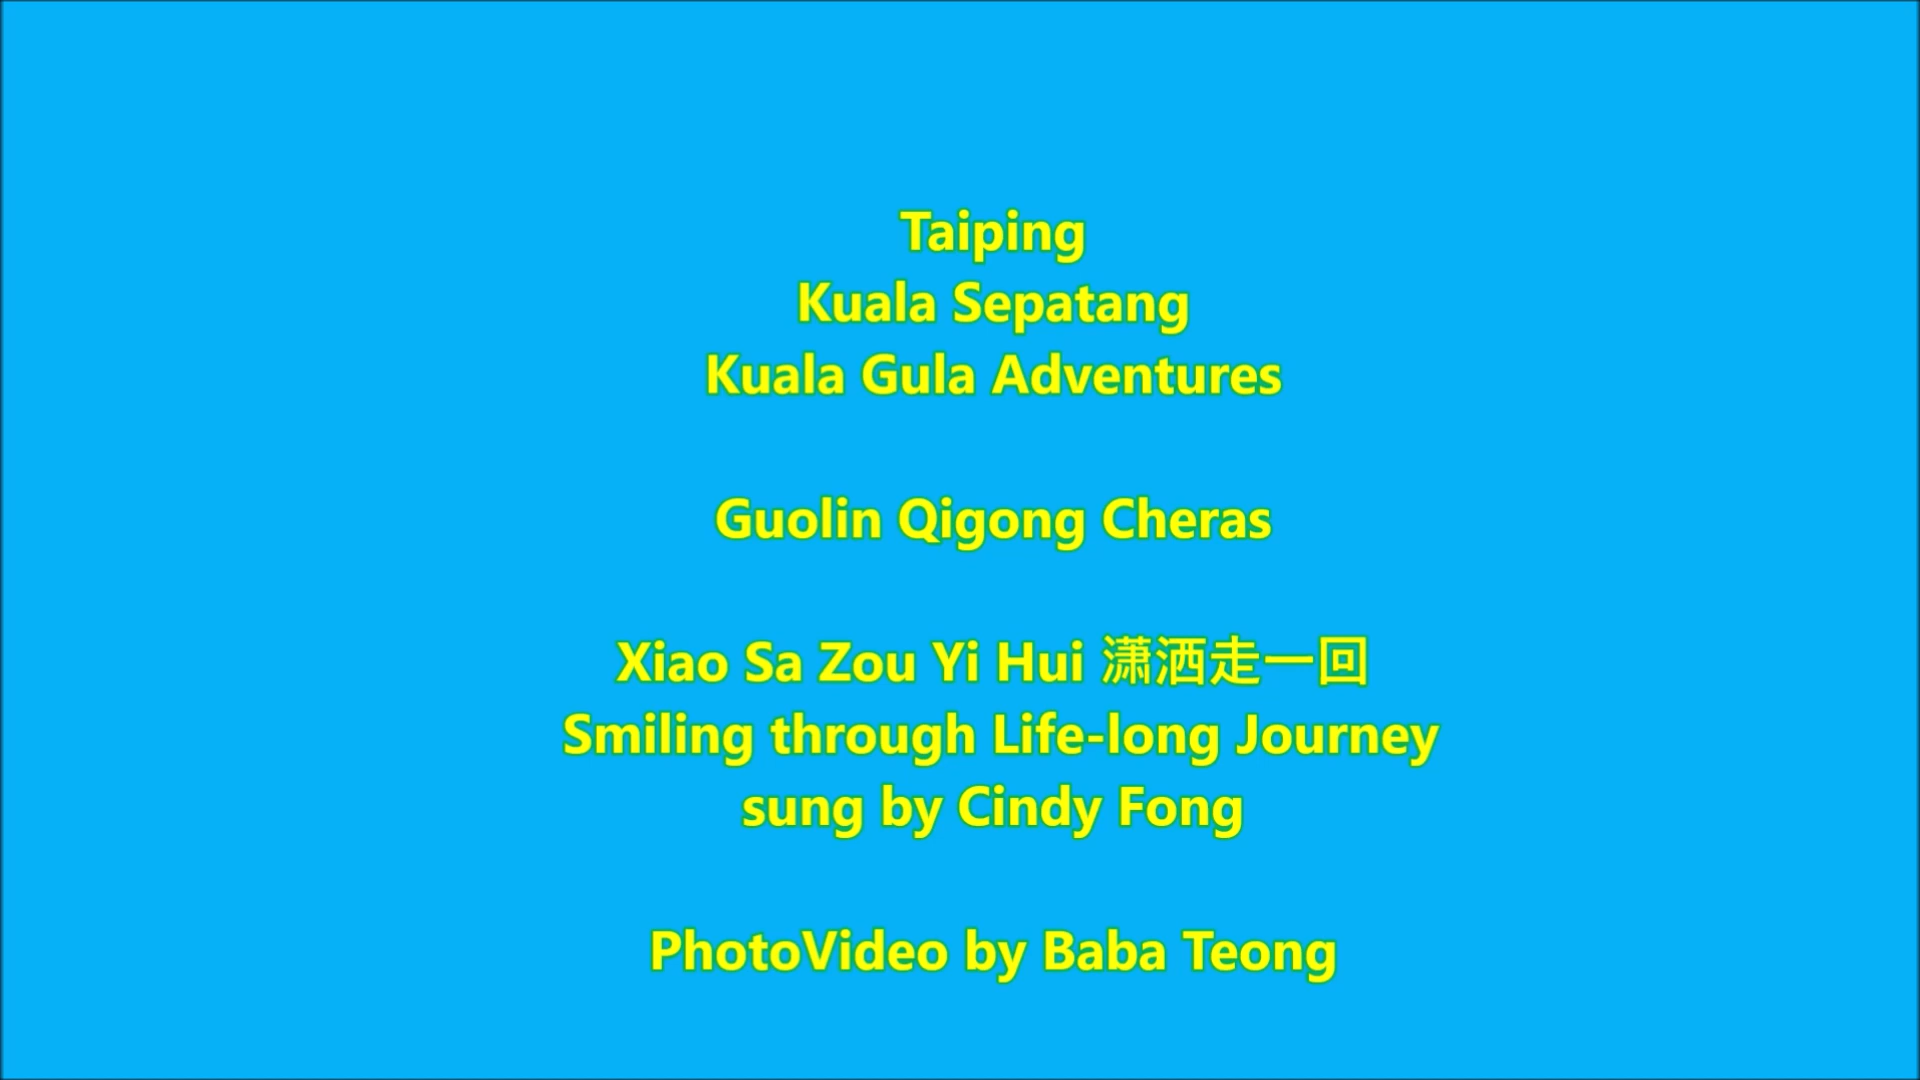 Taiping
Kuala Sepatang
Kuala Gula Adventures
Guolin Qigong Cheras
Xiao Sa Zou Yi Hui 潇洒走一回
Smiling through Life-long Journey
sung by Cindy Fong
PhotoVideo by Baba Teong